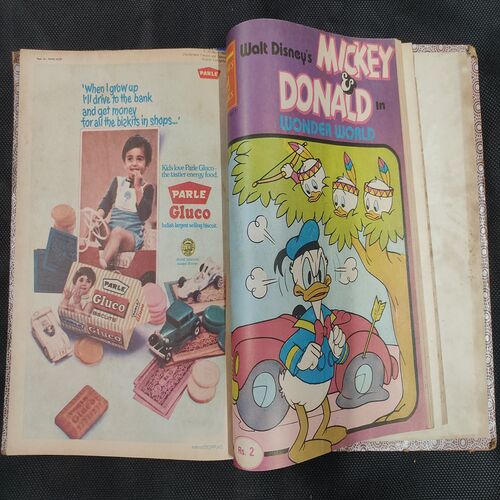 'When I grow up
I'll drive to the bank
and get money
for all the bizkits in shops...'
PARLE
Kids love Parle Gluco-
the tastier energy food.
PARLE
Gluco
India's largest selling biscuit.
PARLE
Gluco
BISCUITS
Gluco
Walt Disney's
MICKEY
&
DONALD in
WONDER WORLD
Rs. 2